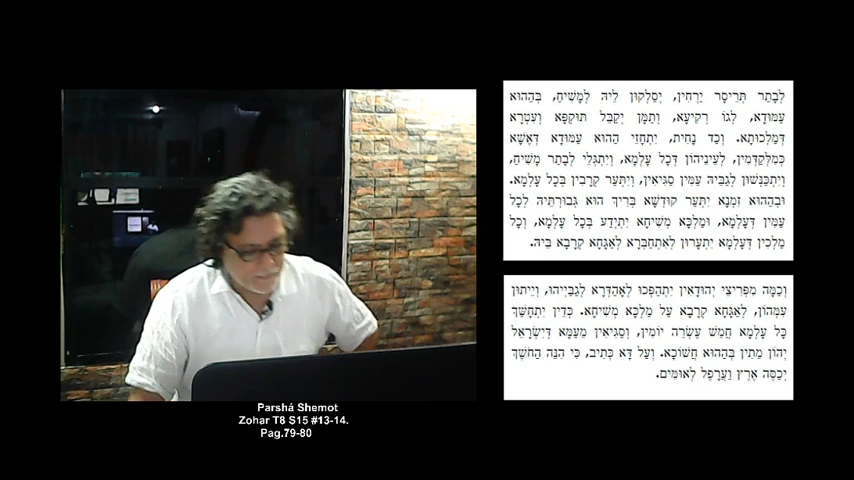 לְבָתַר תְּרֵיסַר יַרְחִין, יְסַלְּקוּן לֵיהּ לְמָשִׁיחַ, בְּהַהוּא
עַמּוּדָא, לְגוֹ רְקִיעָא, וְתַמָּן יְקַבֵּל תּוּקְפָּא וְעִטְרָא
דְּמַלְכוּתָא. וְכַד נָחִית, יִתְחֲזֵי הַהוּא עַמּוּדָא דְּאֶשָּׁא
כְּמִלְּקַדְּמִין, לְעֵינֵיהוֹן דְּכָל עָלְמָא, וְיִתְגְּלֵי לְבָתַר מָשִׁיחַ,
וְיִתְכַּנְּשׁוּן לְגַבֵּיהּ עַמִּין סַגִּיאִין, וְיִתְּעַר קְרָבִין בְּכָל עָלְמָא.
וּבְהַהוּא זִמְנָא יִתְּעַר קוּדְשָׁא בְּרִיךְ הוּא גְּבוּרְתֵּיהּ לְכָל
עַמִּין דְּעָלְמָא, וּמַלְכָּא מְשִׁיחָא יִתְיְדַע בְּכָל עָלְמָא, וְכָל
מַלְכִין דְּעָלְמָא יִתְעָרוּן לְאִתְחַבְּרָא לְאַגָּחָא קְרָבָא בֵּיהּ.
וְכַמָּה מִפְּרִיצֵי יְהוּדָאִין יִתְהַפְּכוּ לְאַהְדָּרָא לְגַבַּיְיהוּ, וְיֵיתוּן
עִמְּהוֹן, לְאַגָּחָא קְרָבָא עַל מַלְכָּא מְשִׁיחָא. כְּדֵין יִתְחֲשַׁךְ
כָּל עָלְמָא חֲמֵשׁ עֶשְׂרֵה יוֹמִין, וְסַגִּיאִין מֵעַמָּא דְּיִשְׂרָאֵל
יְהוֹן מֵתִין בְּהַהוּא חֲשׁוֹכָא. וְעַל דָּא כְּתִיב, כִּי הִנֵּה הַחֹשֶׁךְ
יְכַסֶּה אֶרֶץ וַעֲרָפֶל לְאוּמִּים.
Parshá Shemot
Zohar T8 S15 #13-14.
Pag.79-80